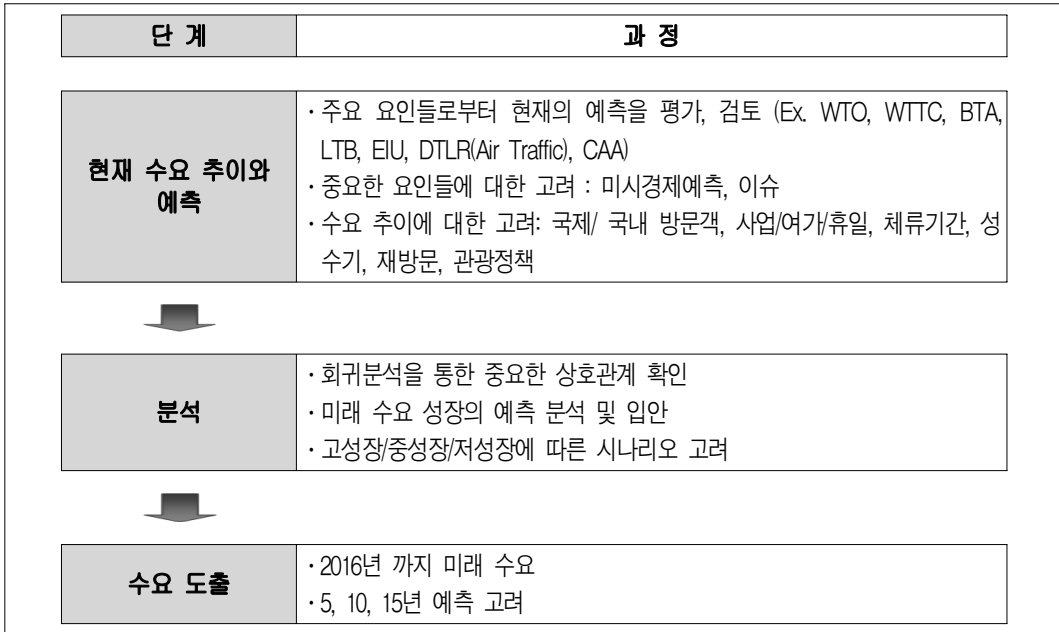 단 계 과 정
현재 수요 추이와
예측
· 주요 요인들로부터 현재의 예측을 평가, 검토 (Ex. WTO, WTTC, BTA,
LTB, EIU, DTLR(Air Traffic), CAA)
· 중요한 요인들에 대한 고려 : 미시경제예측, 이슈
· 수요 추이에 대한 고려: 국제/ 국내 방문객, 사업/여가/휴일, 체류기간, 성
수기, 재방문, 관광정책
분석
· 회귀분석을 통한 중요한 상호관계 확인
· 미래 수요 성장의 예측 분석 및 입안
· 고성장/중성장/저성장에 따른 시나리오 고려
수요 도출
· 2016년 까지 미래 수요
· 5, 10, 15년 예측 고려